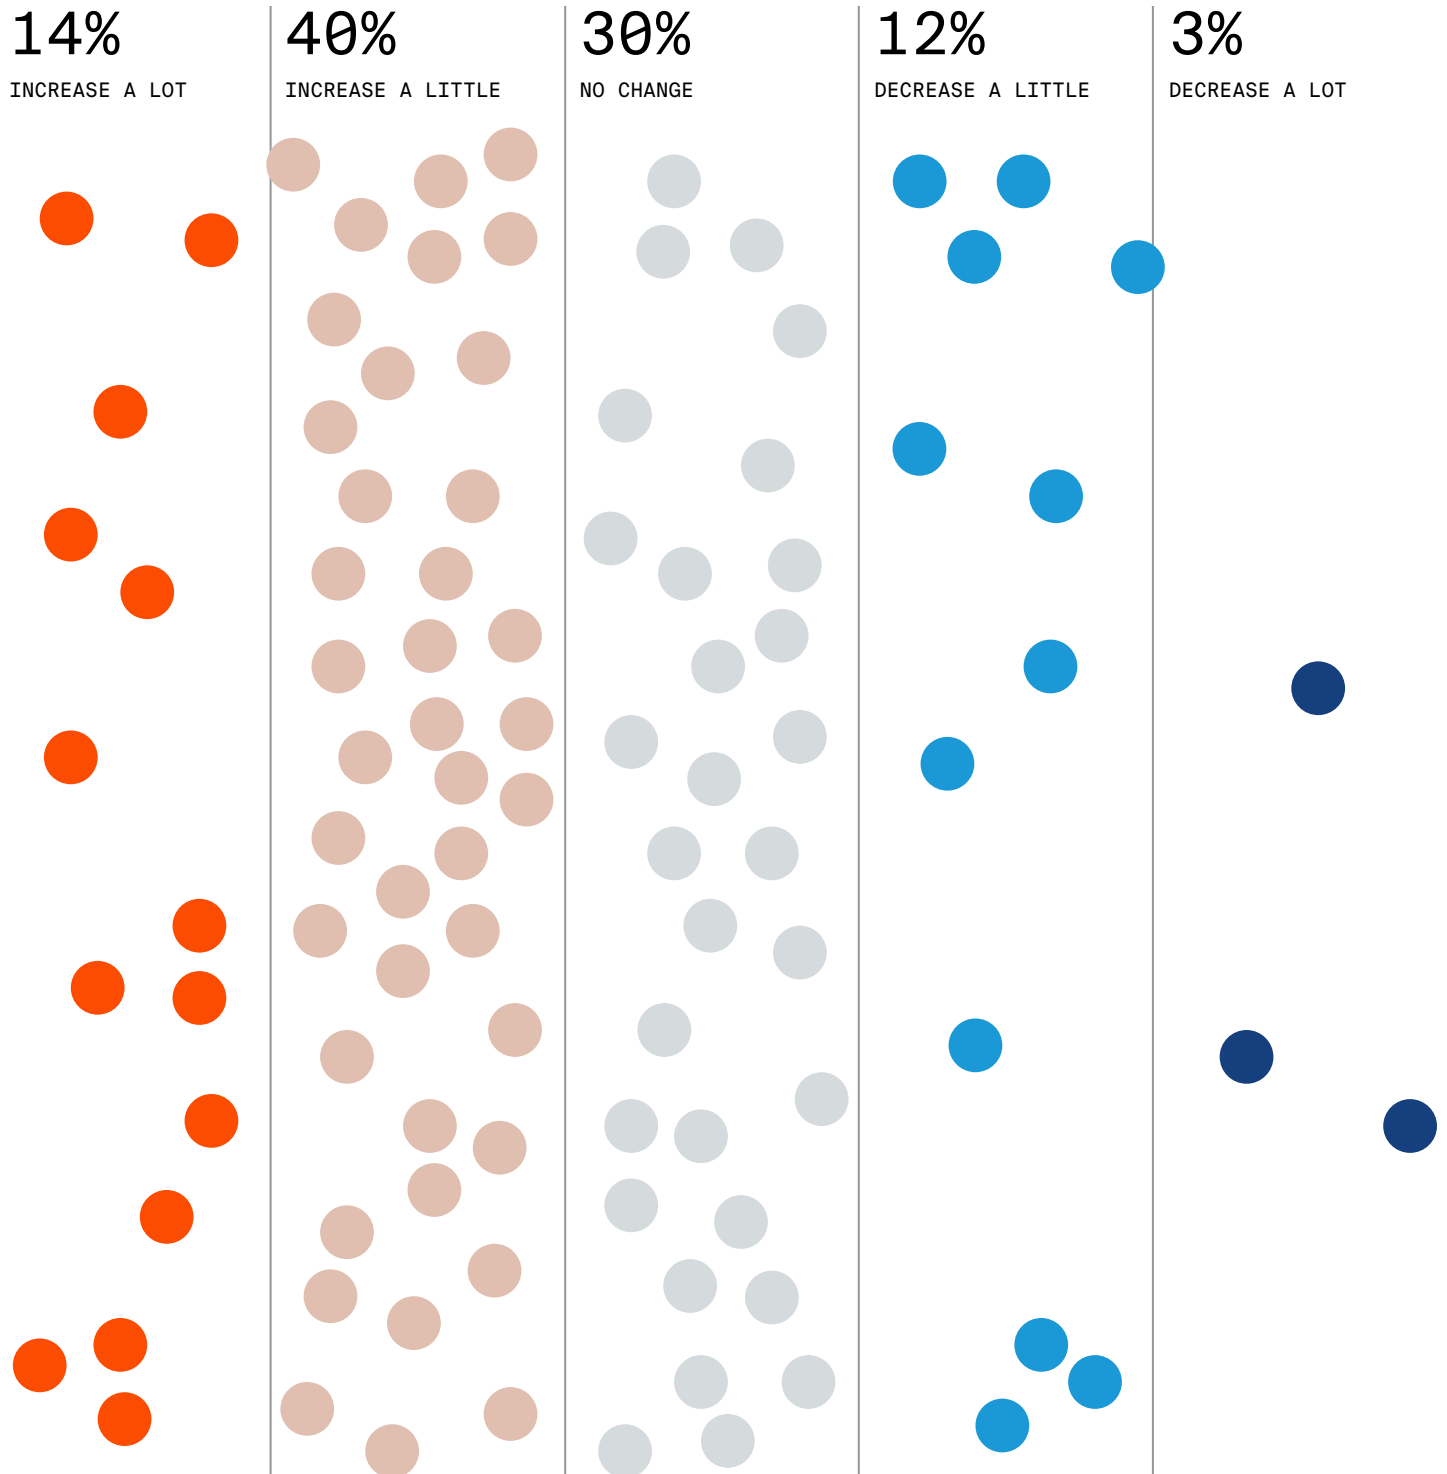 14%
INCREASE A LOT
40%
INCREASE A LITTLE
30%
NO CHANGE
12%
DECREASE A LITTLE
3%
DECREASE A LOT